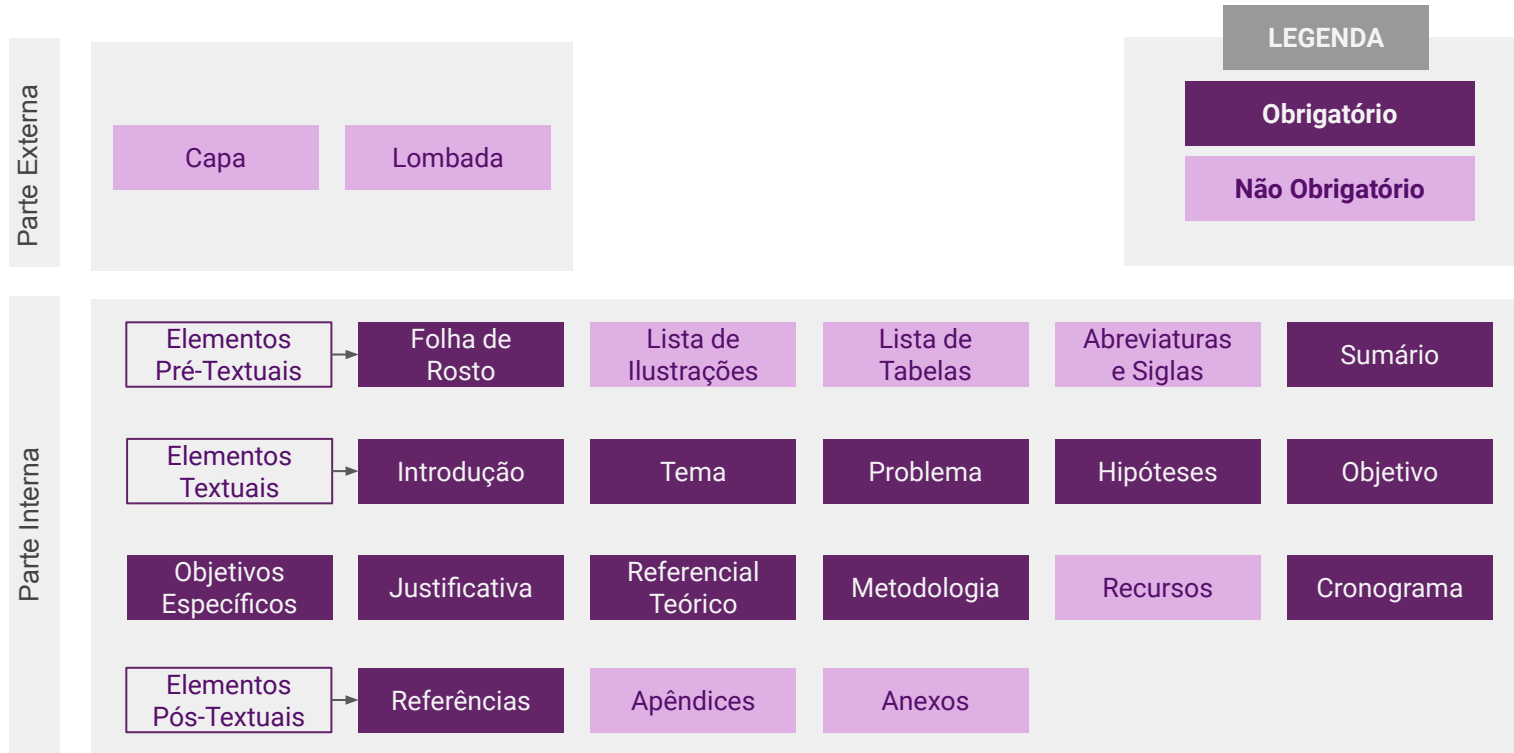 LEGENDA
Obrigatório
Não Obrigatório
Parte Externa
Capa
Lombada
Parte Interna
Elementos
Pré-Textuais
Folha de
Rosto
Lista de
Ilustrações
Lista de
Tabelas
Abreviaturas
e Siglas
Sumário
Elementos
Textuais
Introdução
Tema
Problema
Hipóteses
Objetivo
Objetivos
Específicos
Justificativa
Referencial
Teórico
Metodologia
Recursos
Cronograma
Elementos
Pós-Textuais
Referências
Apêndices
Anexos